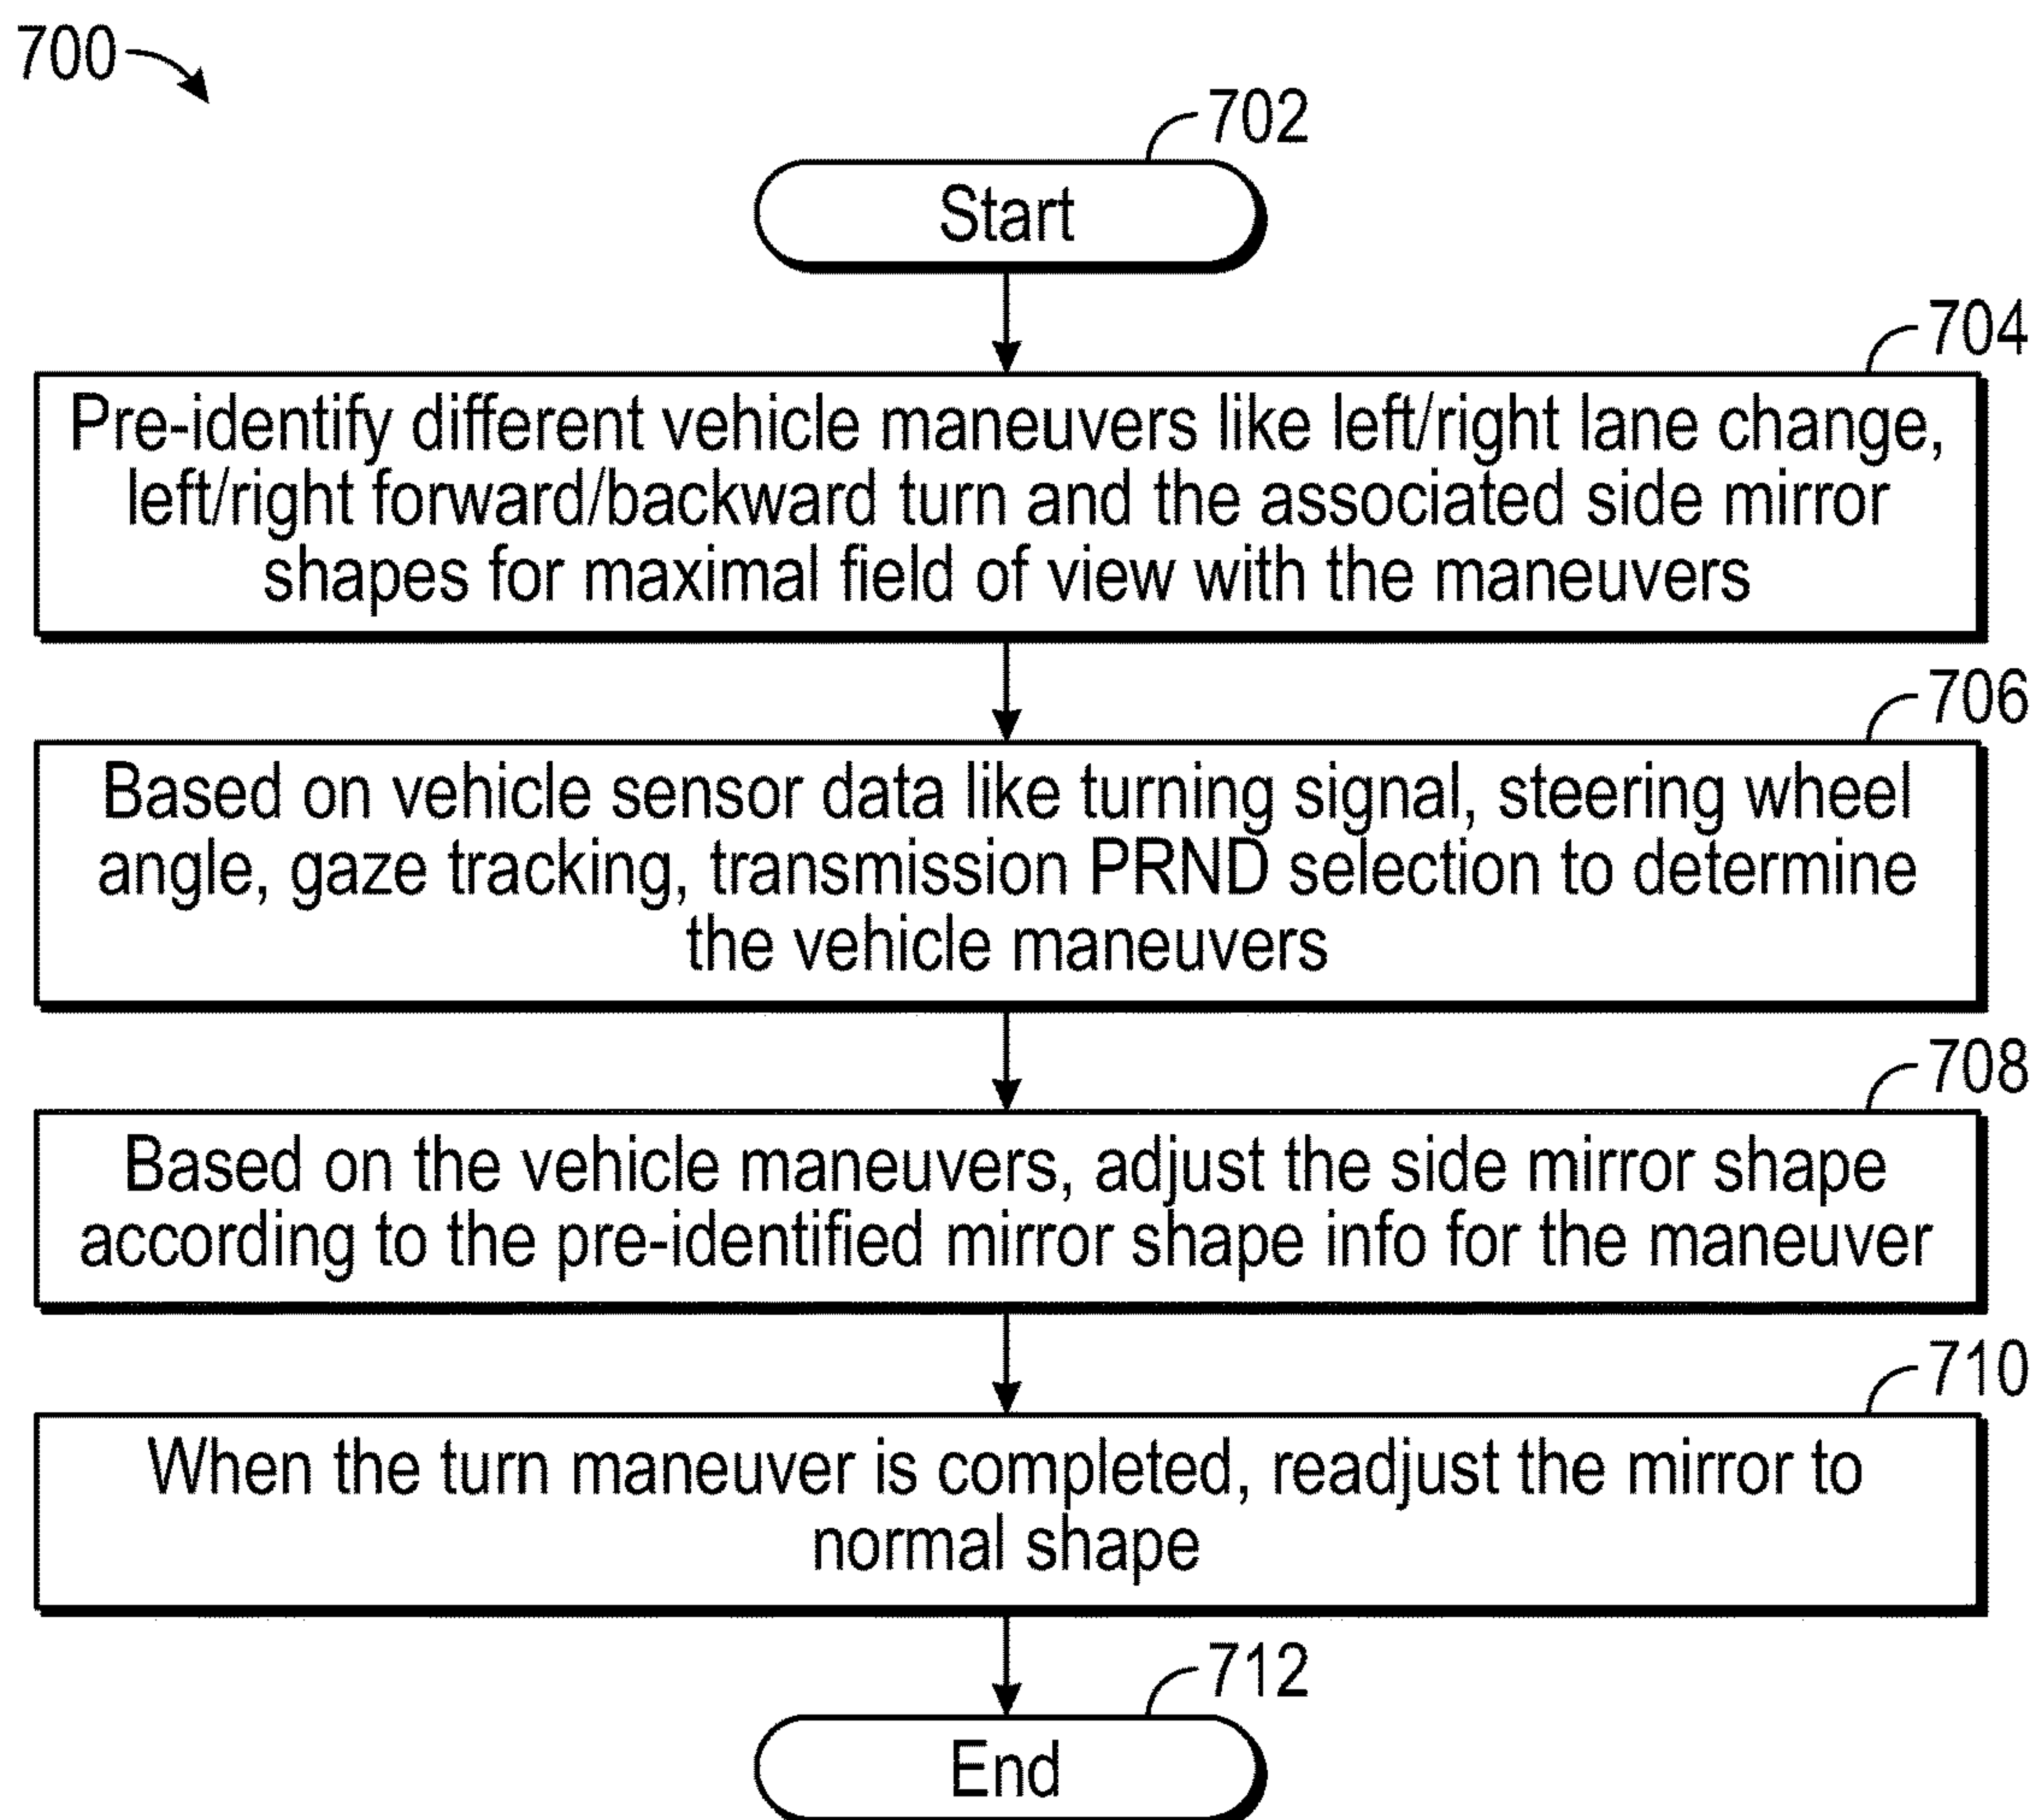 700
702
Start
704
Pre-identify different vehicle maneuvers like left/right lane change,
left/right forward/backward turn and the associated side mirror
shapes for maximal field of view with the maneuvers
706
Based on vehicle sensor data like turning signal, steering wheel
angle, gaze tracking, transmission PRND selection to determine
the vehicle maneuvers
708
Based on the vehicle maneuvers, adjust the side mirror shape
according to the pre-identified mirror shape info for the maneuver
710
When the turn maneuver is completed, readjust the mirror to
normal shape
712
End